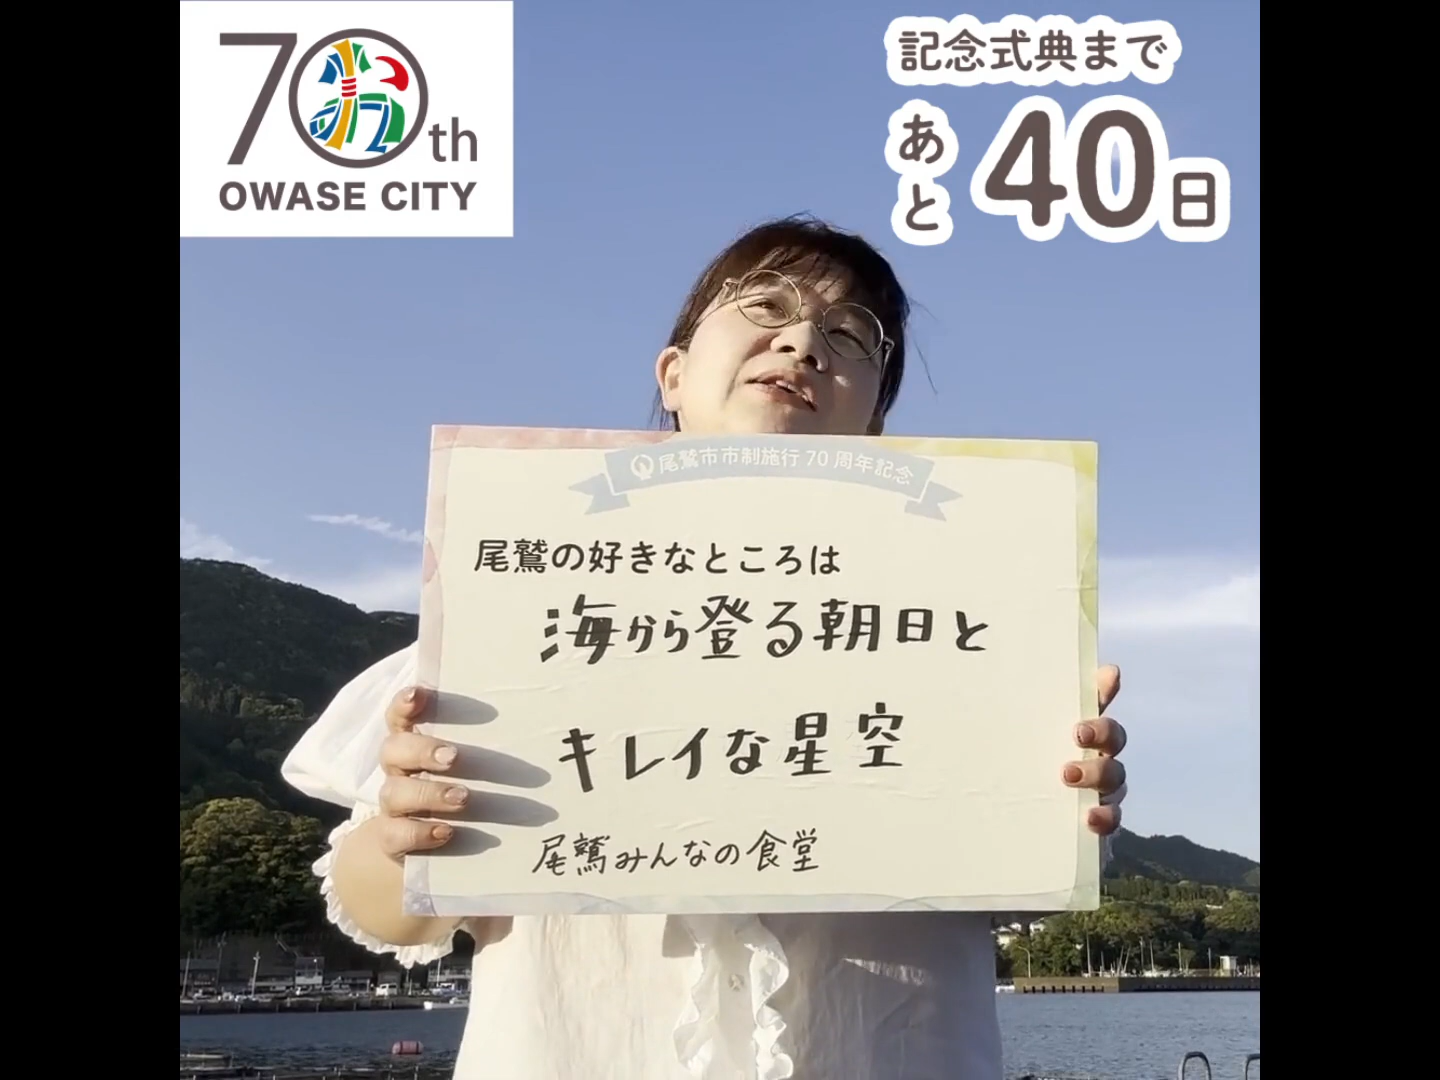 70th
OWASE CITY
記念式典まで
あと40日
尾鷲市市制施行70周年記念
尾鷲の好きなところは
海から登る朝日と
キレイな星空
尾鷲みんなの食堂